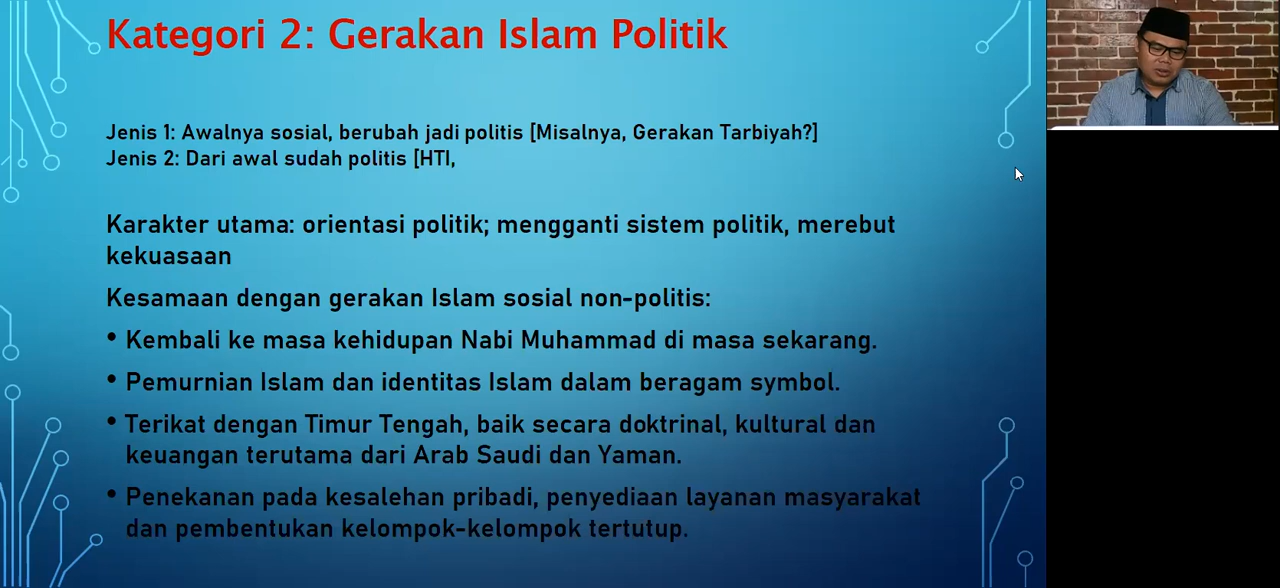 Kategori 2: Gerakan Islam Politik
Jenis 1: Awalnya sosial, berubah jadi politis [Misalnya, Gerakan Tarbiyah?]
Jenis 2: Dari awal sudah politis [HTI,
Karakter utama: orientasi politik; mengganti sistem politik, merebut
kekuasaan
Kesamaan dengan gerakan Islam sosial non-politis:
• Kembali ke masa kehidupan Nabi Muhammad di masa sekarang.
• Pemurnian Islam dan identitas Islam dalam beragam symbol.
• Terikat dengan Timur Tengah, baik secara doktrinal, kultural dan
keuangan terutama dari Arab Saudi dan Yaman.
• Penekanan pada kesalehan pribadi, penyediaan layanan masyarakat
dan pembentukan kelompok-kelompok tertutup.